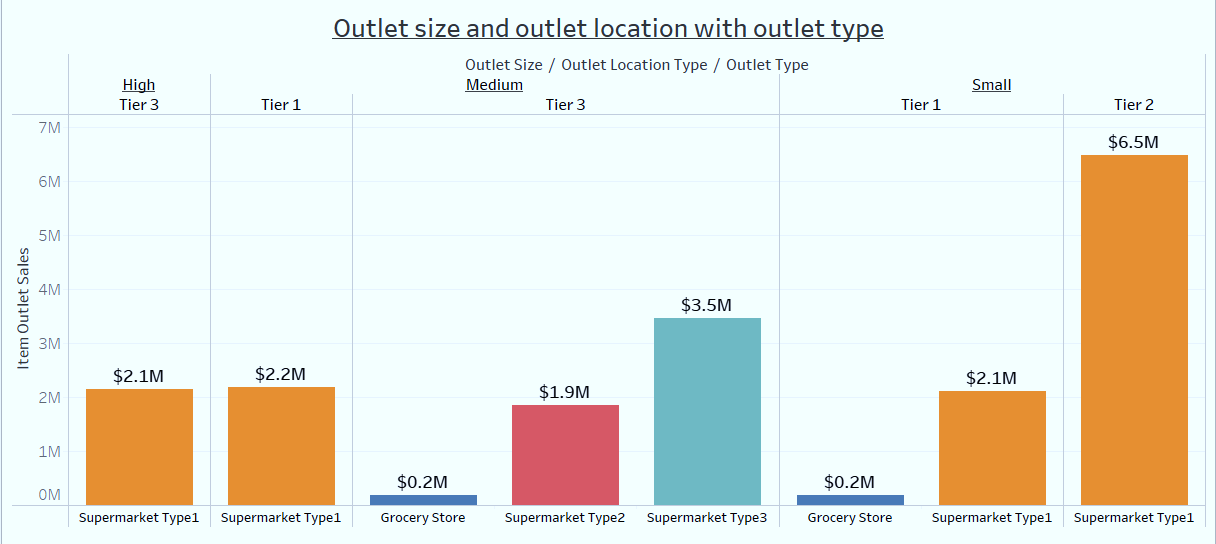 Outlet size and outlet location with outlet type
Outlet Size / Outlet Location Type / Outlet Type
High Medium Small
Tier 3 Tier 1 Tier 3 Tier 1 Tier 2
7M
6M
5M
4M
3M
2M
1M
0M
Item Outlet Sales
$2.1M $2.2M $0.2M $1.9M $3.5M $0.2M $2.1M $6.5M
Supermarket Type1 Supermarket Type1 Grocery Store Supermarket Type2 Supermarket Type3 Grocery Store Supermarket Type1 Supermarket Type1